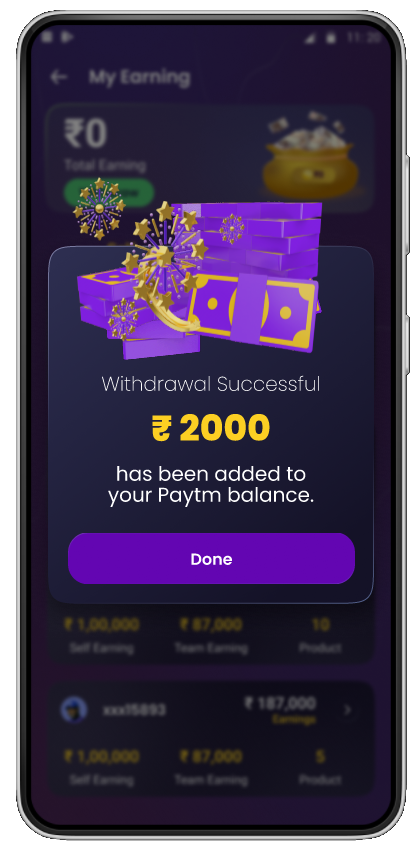 11:20
My Earning
₹0
Total Earning
Withdrawal Successful
₹ 2000
has been added to
your Paytm balance.
Done
₹ 1,00,000 ₹ 87,000 10
Self Earning Team Earning Product
xxx15893 ₹ 187,000
Earnings
₹ 1,00,000 ₹ 87,000 5
Self Earning Team Earning Product